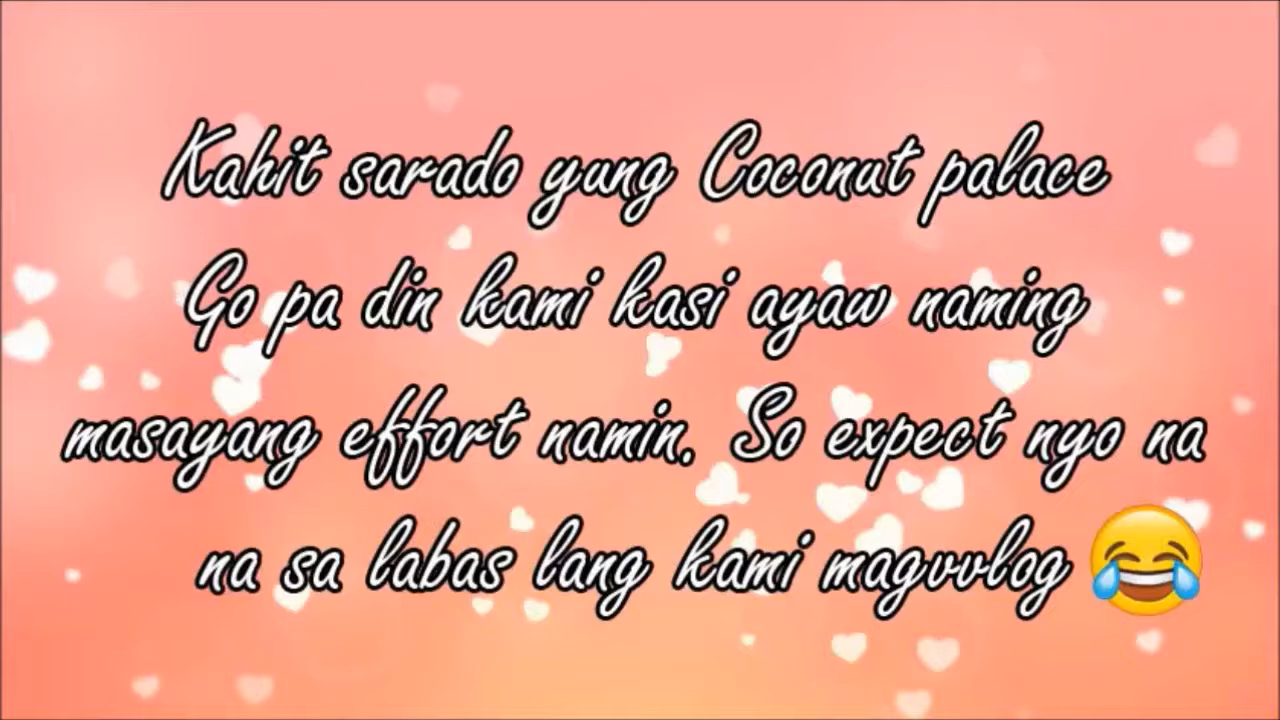 Kahit sarado yung Coconut palace
Go pa din kami kasi ayaw naming
masayang effort namin. So expect nyo na
na sa labas lang kami magvvlog 😂